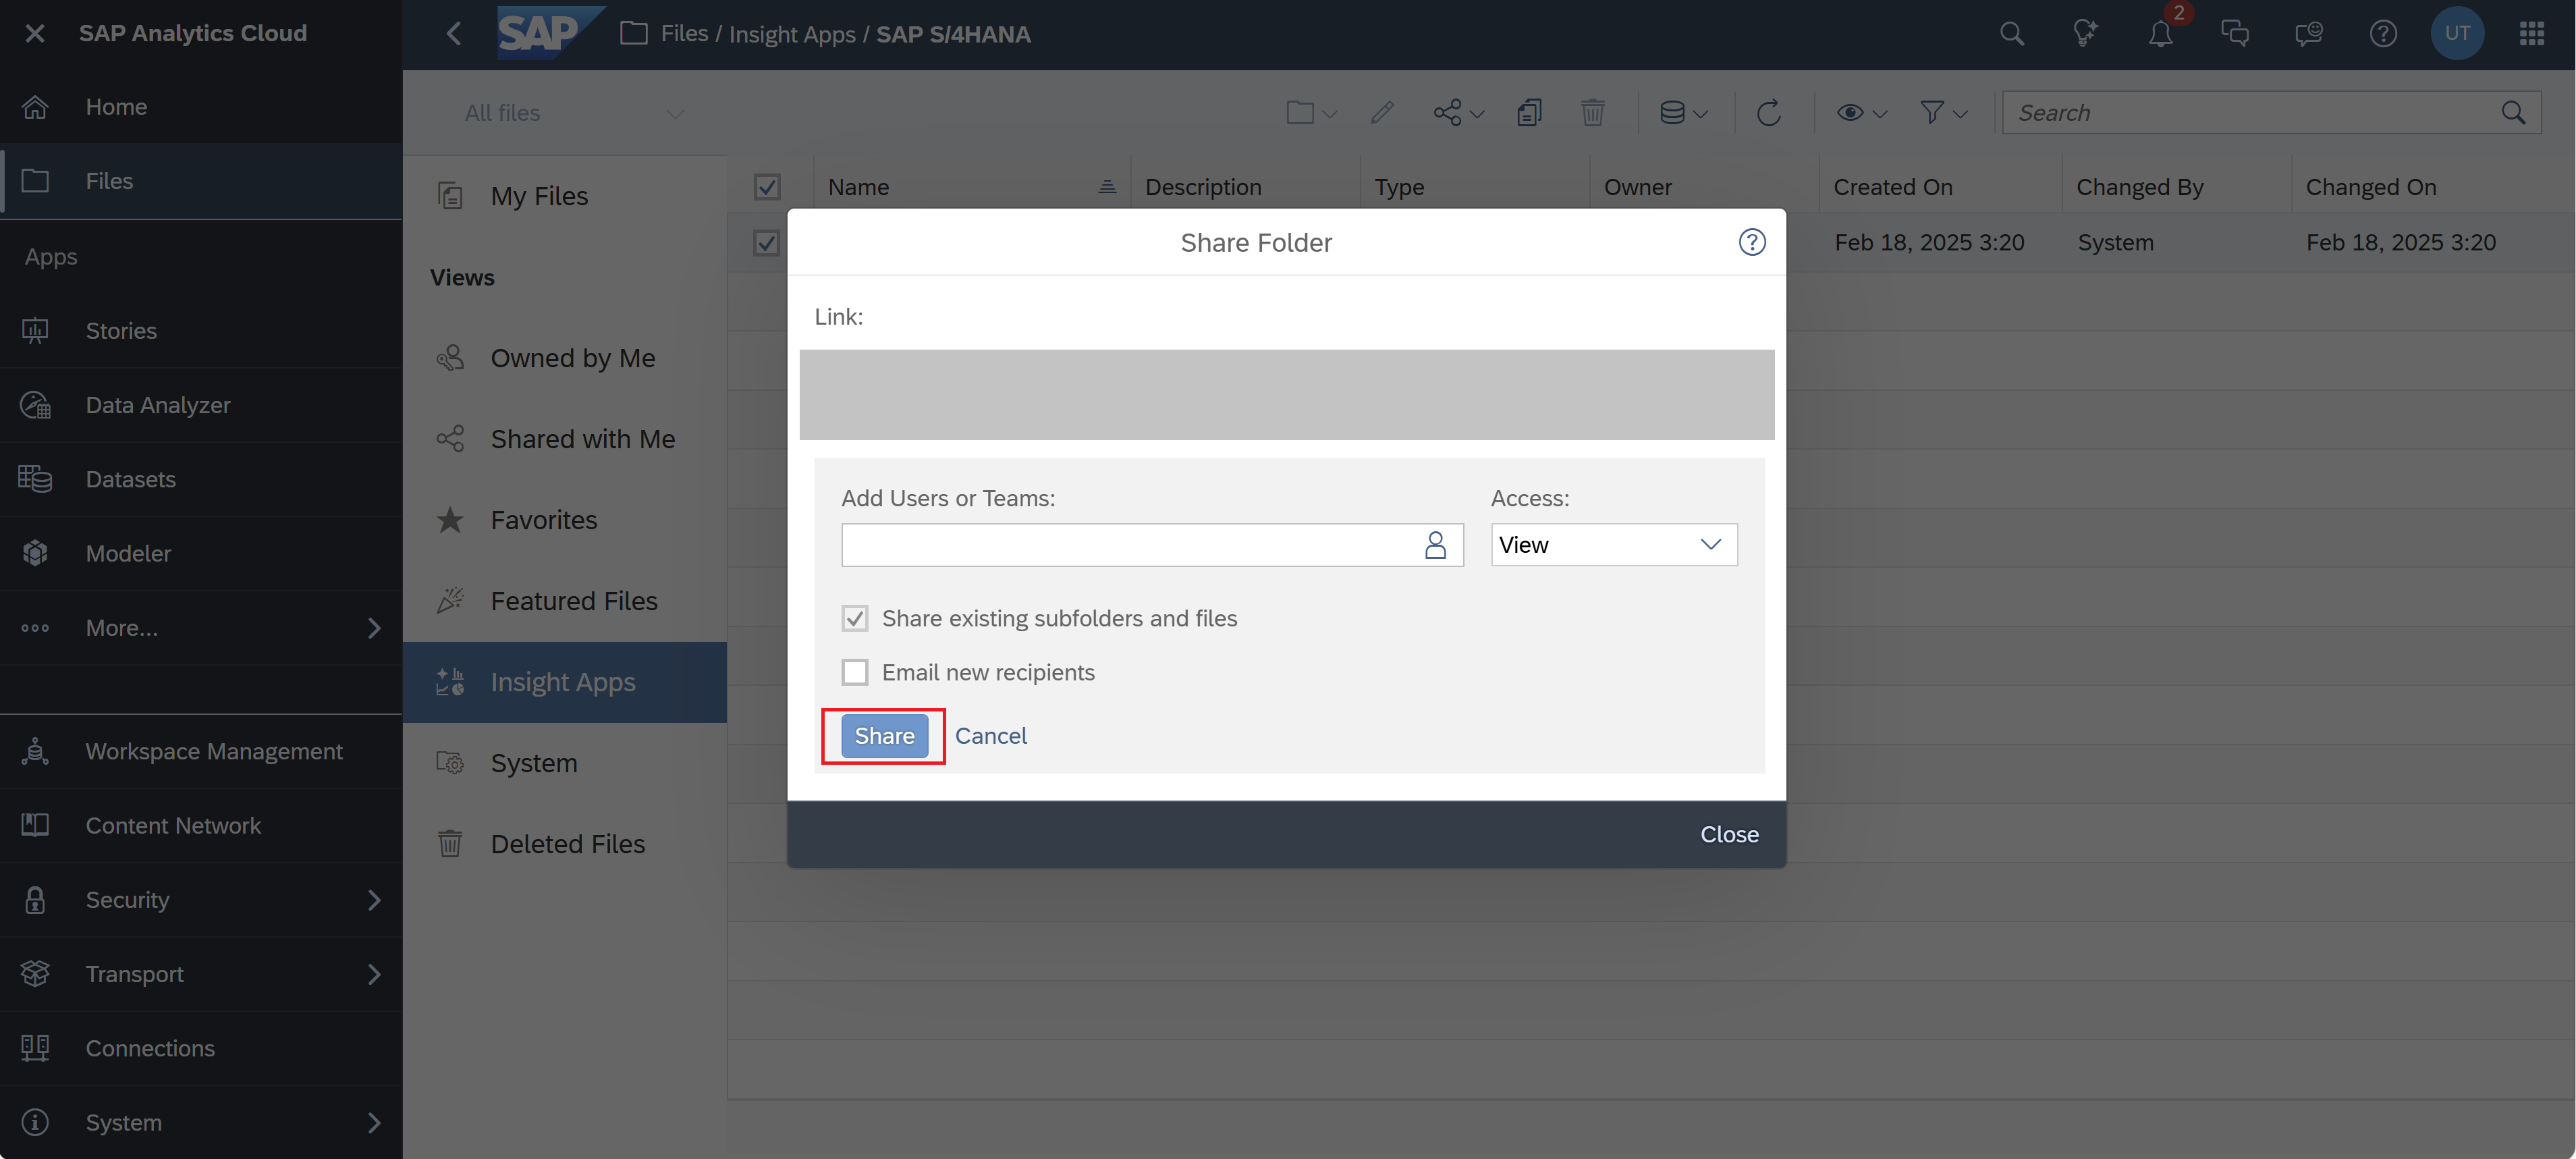 SAP Analytics Cloud
Home
Files
Apps
Stories
Data Analyzer
Datasets
Modeler
More...
Workspace Management
Content Network
Security
Transport
Connections
System
SAP
Files / Insight Apps / SAP S/4HANA
2
UT
All files
Search
My Files
Views
Owned by Me
Shared with Me
Favorites
Featured Files
Insight Apps
System
Deleted Files
Name Description Type Owner Created On Changed By Changed On
Feb 18, 2025 3:20 System Feb 18, 2025 3:20
Share Folder
Link:
Add Users or Teams: Access:
View
Share existing subfolders and files
Email new recipients
Share Cancel
Close